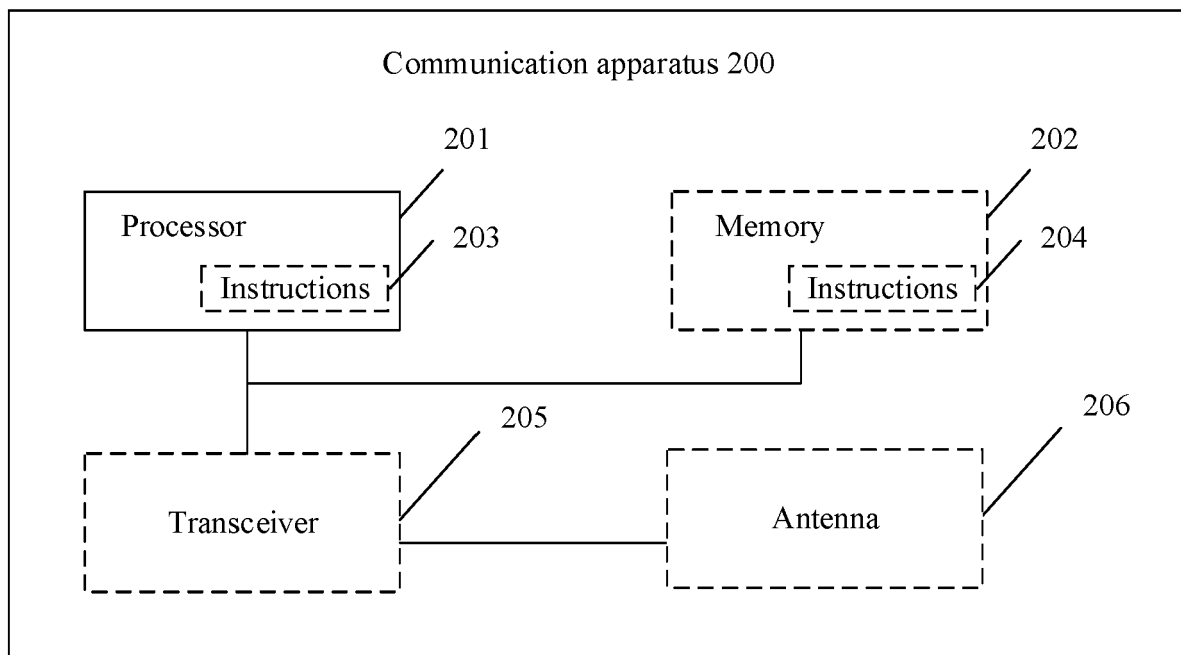 Communication apparatus 200
201
202
Processor
Memory
203
204
Instructions
Instructions
205
206
Transceiver
Antenna